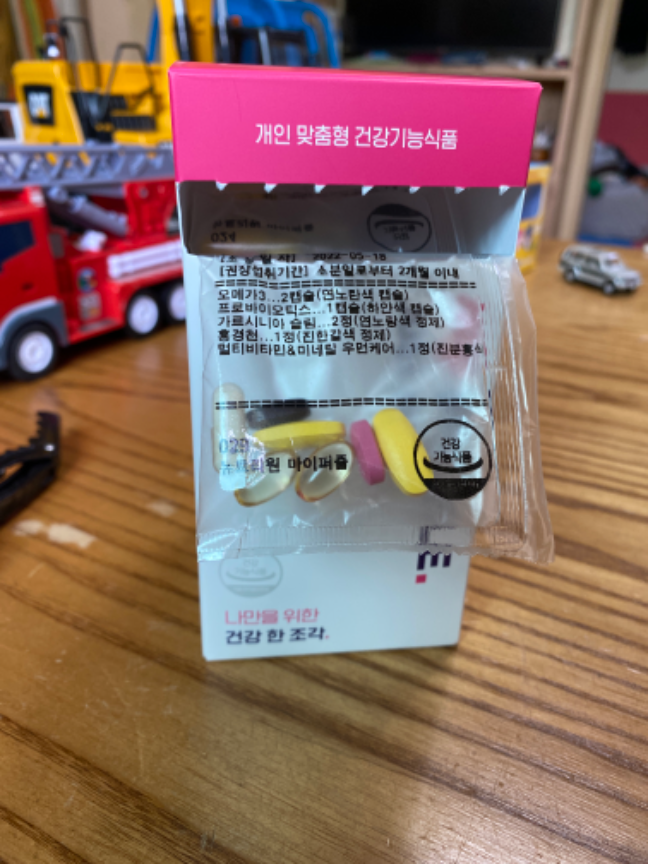 개인 맞춤형 건강기능식품
024
2022-02-18
[권장섭취기간] 소분일로부터 2개월 이내
오메가3...2캡슐(연노란색 캡슐)
프로바이오틱스...1캡슐(하얀색 캡슐)
가르시니아 슬림...2정(연노랑색 정제)
홍경천...1정(진한갈색 정제)
멀티비타민&미네랄 우먼케어...1정(진분홍색
건강
기능식품
마이퍼즐
나만을 위한
건강 한 조각.